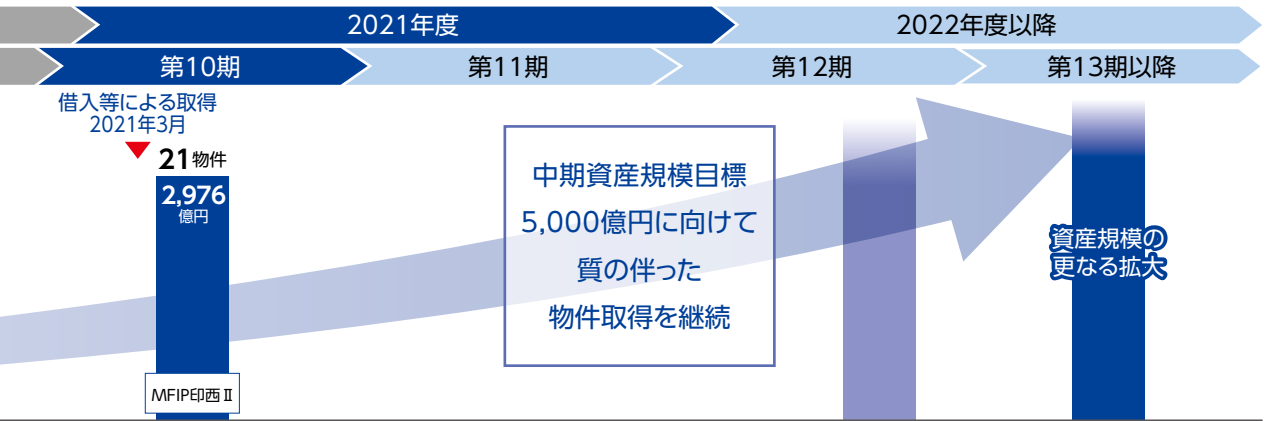 2021年度
2022年度以降
第10期
第11期
第12期
第13期以降
借入等による取得
2021年3月
21物件
2,976
億円
MFIP印西Ⅱ
中期資産規模目標
5,000億円に向けて
質の伴った
物件取得を継続
資産規模の
更なる拡大